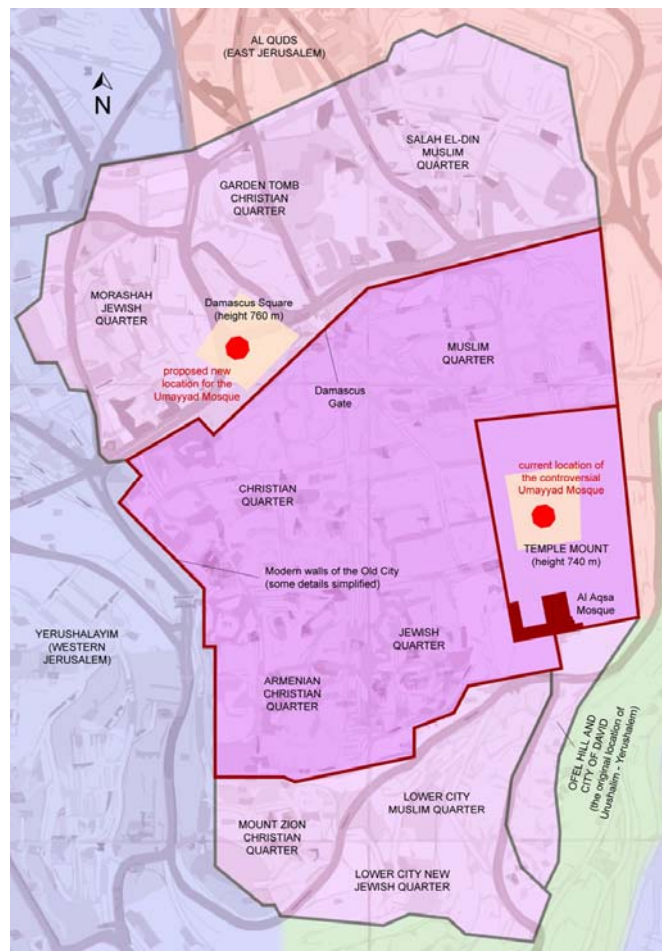 AL QUDS
(EAST JERUSALEM)
N
SALAH EL-DIN
MUSLIM
QUARTER
GARDEN TOMB
CHRISTIAN
QUARTER
MORASHAH
JEWISH
QUARTER
Damascus Square
(height 760 m)
proposed new
location for the
Umayyad Mosque
MUSLIM
QUARTER
Damascus
Gate
current location of
the controversial
Umayyad Mosque
CHRISTIAN
QUARTER
TEMPLE MOUNT
(height 740 m)
Modern walls of the Old City
(some details simplified)
Al Aqsa
Mosque
YERUSHALAYIM
(WESTERN
JERUSALEM)
JEWISH
QUARTER
ARMENIAN
CHRISTIAN
QUARTER
OFEL HILL AND
CITY OF DAVID
(the original location of
Urushalim - Yerushalem)
LOWER CITY
MUSLIM QUARTER
MOUNT ZION
CHRISTIAN
QUARTER
LOWER CITY NEW
JEWISH QUARTER